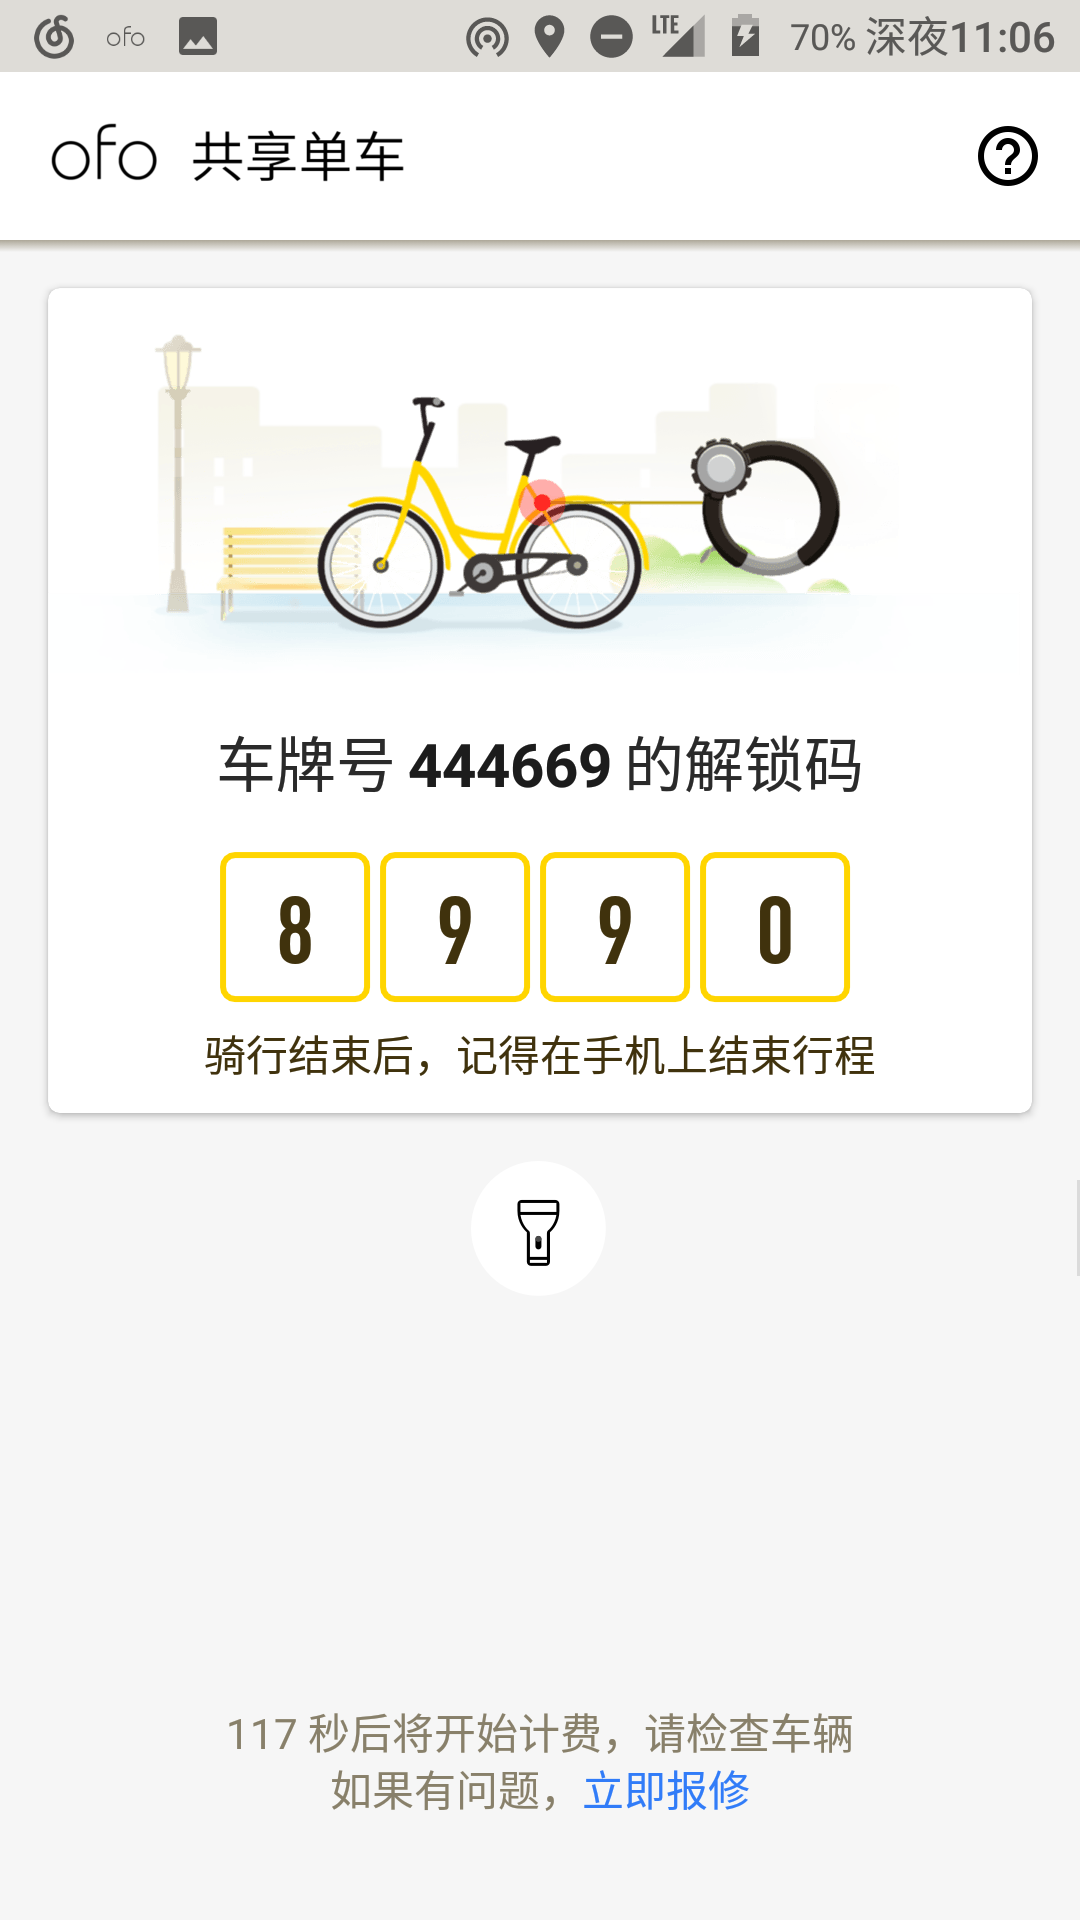 ofo LTE 70% 深夜11:06
ofo 共享单车
车牌号 444669 的解锁码
8 9 9 0
骑行结束后，记得在手机上结束行程
117 秒后将开始计费，请检查车辆
如果有问题，立即报修